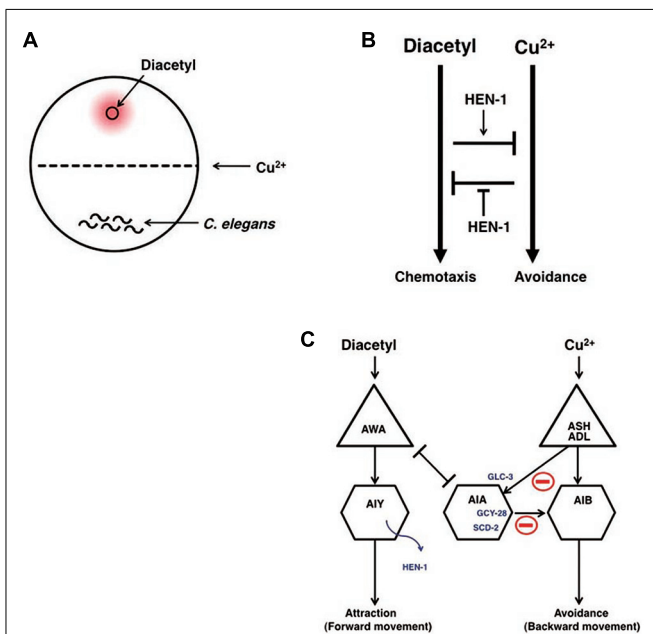 A
Diacetyl
Cu²⁺
C. elegans
B
Diacetyl Cu²⁺
HEN-1
HEN-1
Chemotaxis Avoidance
C
Diacetyl Cu²⁺
AWA
ASH
ADL
GLC-3
AIY
AIA
AIB
GCY-28
SCD-2
HEN-1
Attraction
(Forward movement)
Avoidance
(Backward movement)